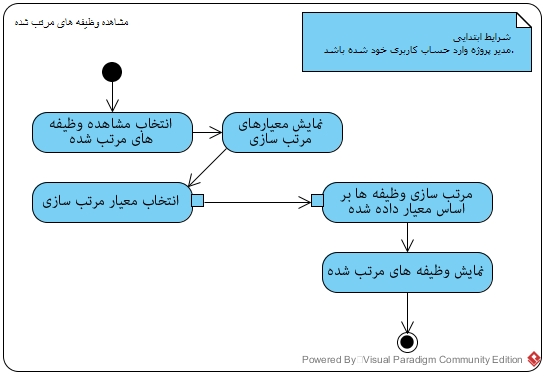 مشاهده وظیفه های مرتب شده
شرایط ابتدایی
مدیر پروژه وارد حساب کاربری خود شده باشد.
انتخاب مشاهده وظیفه
های مرتب شده
نمایش معیارهای
مرتب سازی
انتخاب معیار مرتب سازی
مرتب سازی وظیفه ها بر
اساس معیار داده شده
نمایش وظیفه های مرتب شده
Powered By Visual Paradigm Community Edition